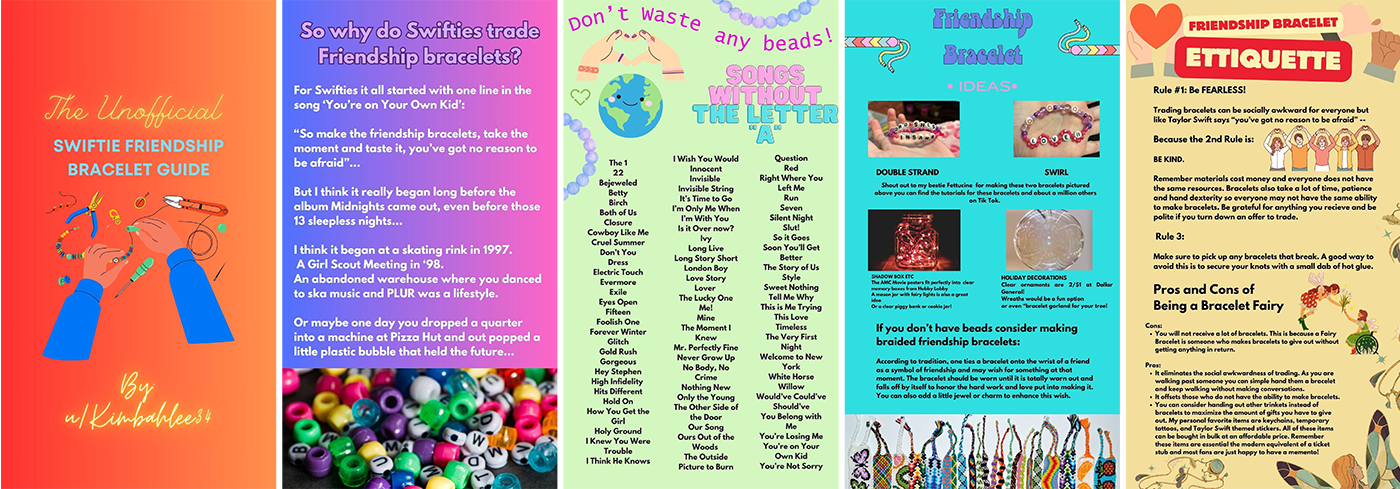 The Unofficial
SWIFTIE FRIENDSHIP
BRACELET GUIDE
By
u/Kimbahlee34
So why do Swifties trade
Friendship bracelets?
For Swifties it all started with one line in the
song ‘You’re on Your Own Kid’:
“So make the friendship bracelets, take the
moment and taste it, you’ve got no reason to
be afraid”...
But I think it really began long before the
album Midnights came out, even before those
13 sleepless nights...
I think it began at a skating rink in 1997.
A Girl Scout Meeting in ‘98.
An abandoned warehouse where you danced
to ska music and PLUR was a lifestyle.
Or maybe one day you dropped a quarter
into a machine at Pizza Hut and out popped a
little plastic bubble that held the future...
Don’t waste
any beads!
SONGS
WITHOUT
THE LETTER
"A"
The 1
22
Bejeweled
Betty
Birch
Both of Us
Closure
Cowboy Like Me
Cruel Summer
Don't You
Dress
Electric Touch
Evermore
Exile
Eyes Open
Fifteen
Foolish One
Forever Winter
Glitch
Gold Rush
Gorgeous
Hey Stephen
High Infidelity
Hits Different
Hold On
How You Get the
Girl
Holy Ground
I Knew You Were
Trouble
I Think He Knows
I Wish You Would
Innocent
Invisible
Invisible String
It's Time to Go
I'm Only Me When
I'm With You
Is it Over now?
Ivy
Long Live
Long Story Short
London Boy
Love Story
Lover
The Lucky One
Me!
Mine
The Moment I
Knew
Mr. Perfectly Fine
Never Grow Up
No Body, No
Crime
Nothing New
Only the Young
The Other Side of
the Door
Our Song
Ours Out of the
Woods
The Outside
Picture to Burn
Question
Red
Right Where You
Left Me
Run
Seven
Silent Night
Slut!
So it Goes
Soon You'll Get
Better
The Story of Us
Style
Sweet Nothing
Tell Me Why
This is Me Trying
This Love
Timeless
The Very First
Night
Welcome to New
York
White Horse
Willow
Would've Could've
Should've
You Belong with
Me
You're Losing Me
You're on Your
Own Kid
You're Not Sorry
Friendship
Bracelet
• IDEAS •
DOUBLE STRAND
SWIRL
Shout out to my bestie Fettucine for making these two bracelets pictured
above you can find the tutorials for these bracelets and about a million others
on Tik Tok.
SHADOW BOX ETC
The AMC Movie posters fit perfectly into clear
memory boxes from Hobby Lobby
A mason jar with fairy lights is also a great
idea
Or a clear piggy bank or cookie jar!
HOLIDAY DECORATIONS
Clear ornaments are 2/$1 at Dollar
General!
Wreaths would be a fun option
or even “bracelet garland for your tree!
If you don’t have beads consider making
braided friendship bracelets:
According to tradition, one ties a bracelet onto the wrist of a friend
as a symbol of friendship and may wish for something at that
moment. The bracelet should be worn until it is totally worn out and
falls off by itself to honor the hard work and love put into making it.
You can also add a little jewel or charm to enhance this wish.
FRIENDSHIP BRACELET
ETTIQUETTE
Rule #1: Be FEARLESS!
Trading bracelets can be socially awkward for everyone but
like Taylor Swift says “you’ve got no reason to be afraid” --
Because the 2nd Rule is:
BE KIND.
Remember materials cost money and everyone does not have
the same resources. Bracelets also take a lot of time, patience
and hand dexterity so everyone may not have the same ability
to make bracelets. Be grateful for anything you recieve and be
polite if you turn down an offer to trade.
Rule 3:
Make sure to pick up any bracelets that break. A good way to
avoid this is to secure your knots with a small dob of hot glue.
Pros and Cons of
Being a Bracelet Fairy
Cons:
• You will not receive a lot of bracelets. This is because a Fairy
Bracelet is someone who makes bracelets to give out without
getting anything in return.
Pros:
• It eliminates the social awkwardness of trading. As you are
walking past someone you can simple hand them a bracelet
and keep walking without making conversations.
• It offsets those who do not have the ability to make bracelets.
• You can consider handing out other trinkets instead of
bracelets to maximize the amount of gifts you have to give
out. My personal favorite items are keychains, temporary
tattoos, and Taylor Swift themed stickers. All of these items
can be bought in bulk at an affordable price. Remember
these items are essential the modern equivalent of a ticket
stub and most fans are just happy to have a memento!